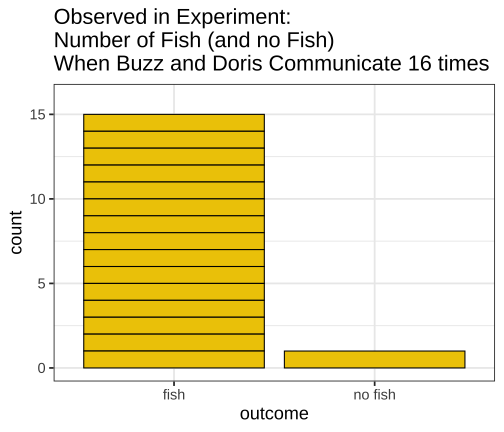 Observed in Experiment:
Number of Fish (and no Fish)
When Buzz and Doris Communicate 16 times
15
10
5
0
count
fish
no fish
outcome